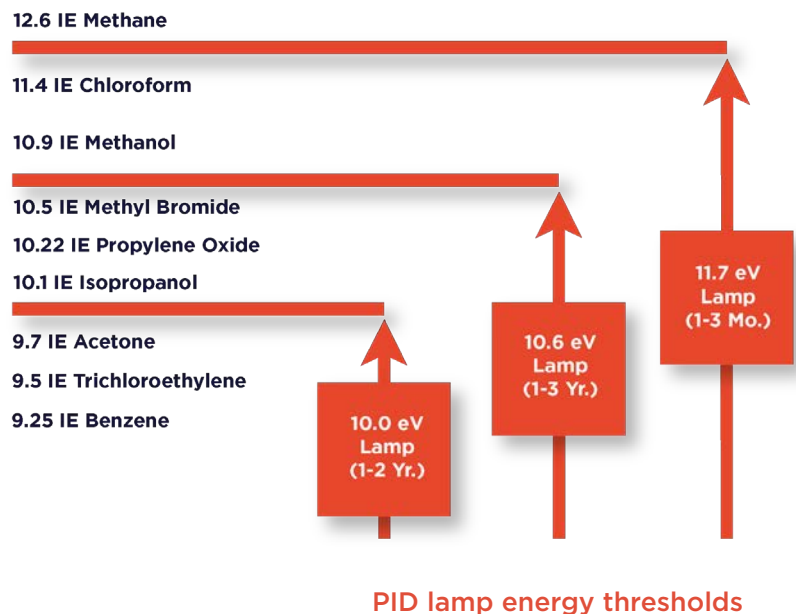 12.6 IE Methane
11.4 IE Chloroform
10.9 IE Methanol
10.5 IE Methyl Bromide
10.22 IE Propylene Oxide
10.1 IE Isopropanol
9.7 IE Acetone
9.5 IE Trichloroethylene
9.25 IE Benzene
10.0 eV
Lamp
(1-2 Yr.)
10.6 eV
Lamp
(1-3 Yr.)
11.7 eV
Lamp
(1-3 Mo.)
PID lamp energy thresholds